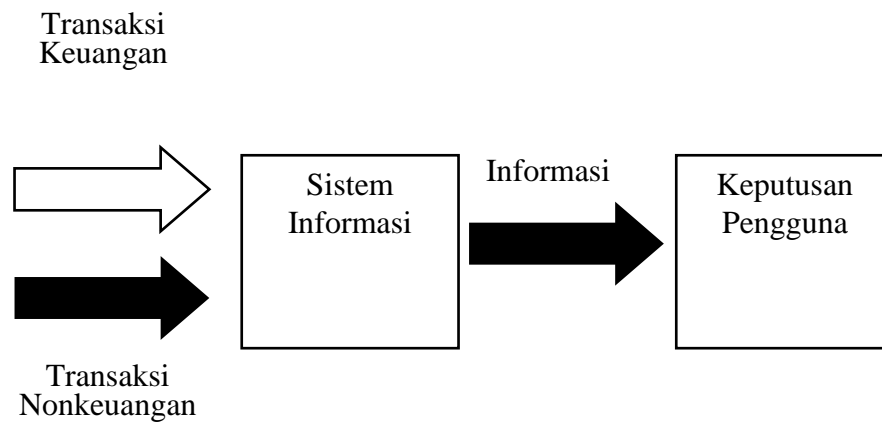 Transaksi
Keuangan
Sistem
Informasi
Informasi
Keputusan
Pengguna
Transaksi
Nonkeuangan